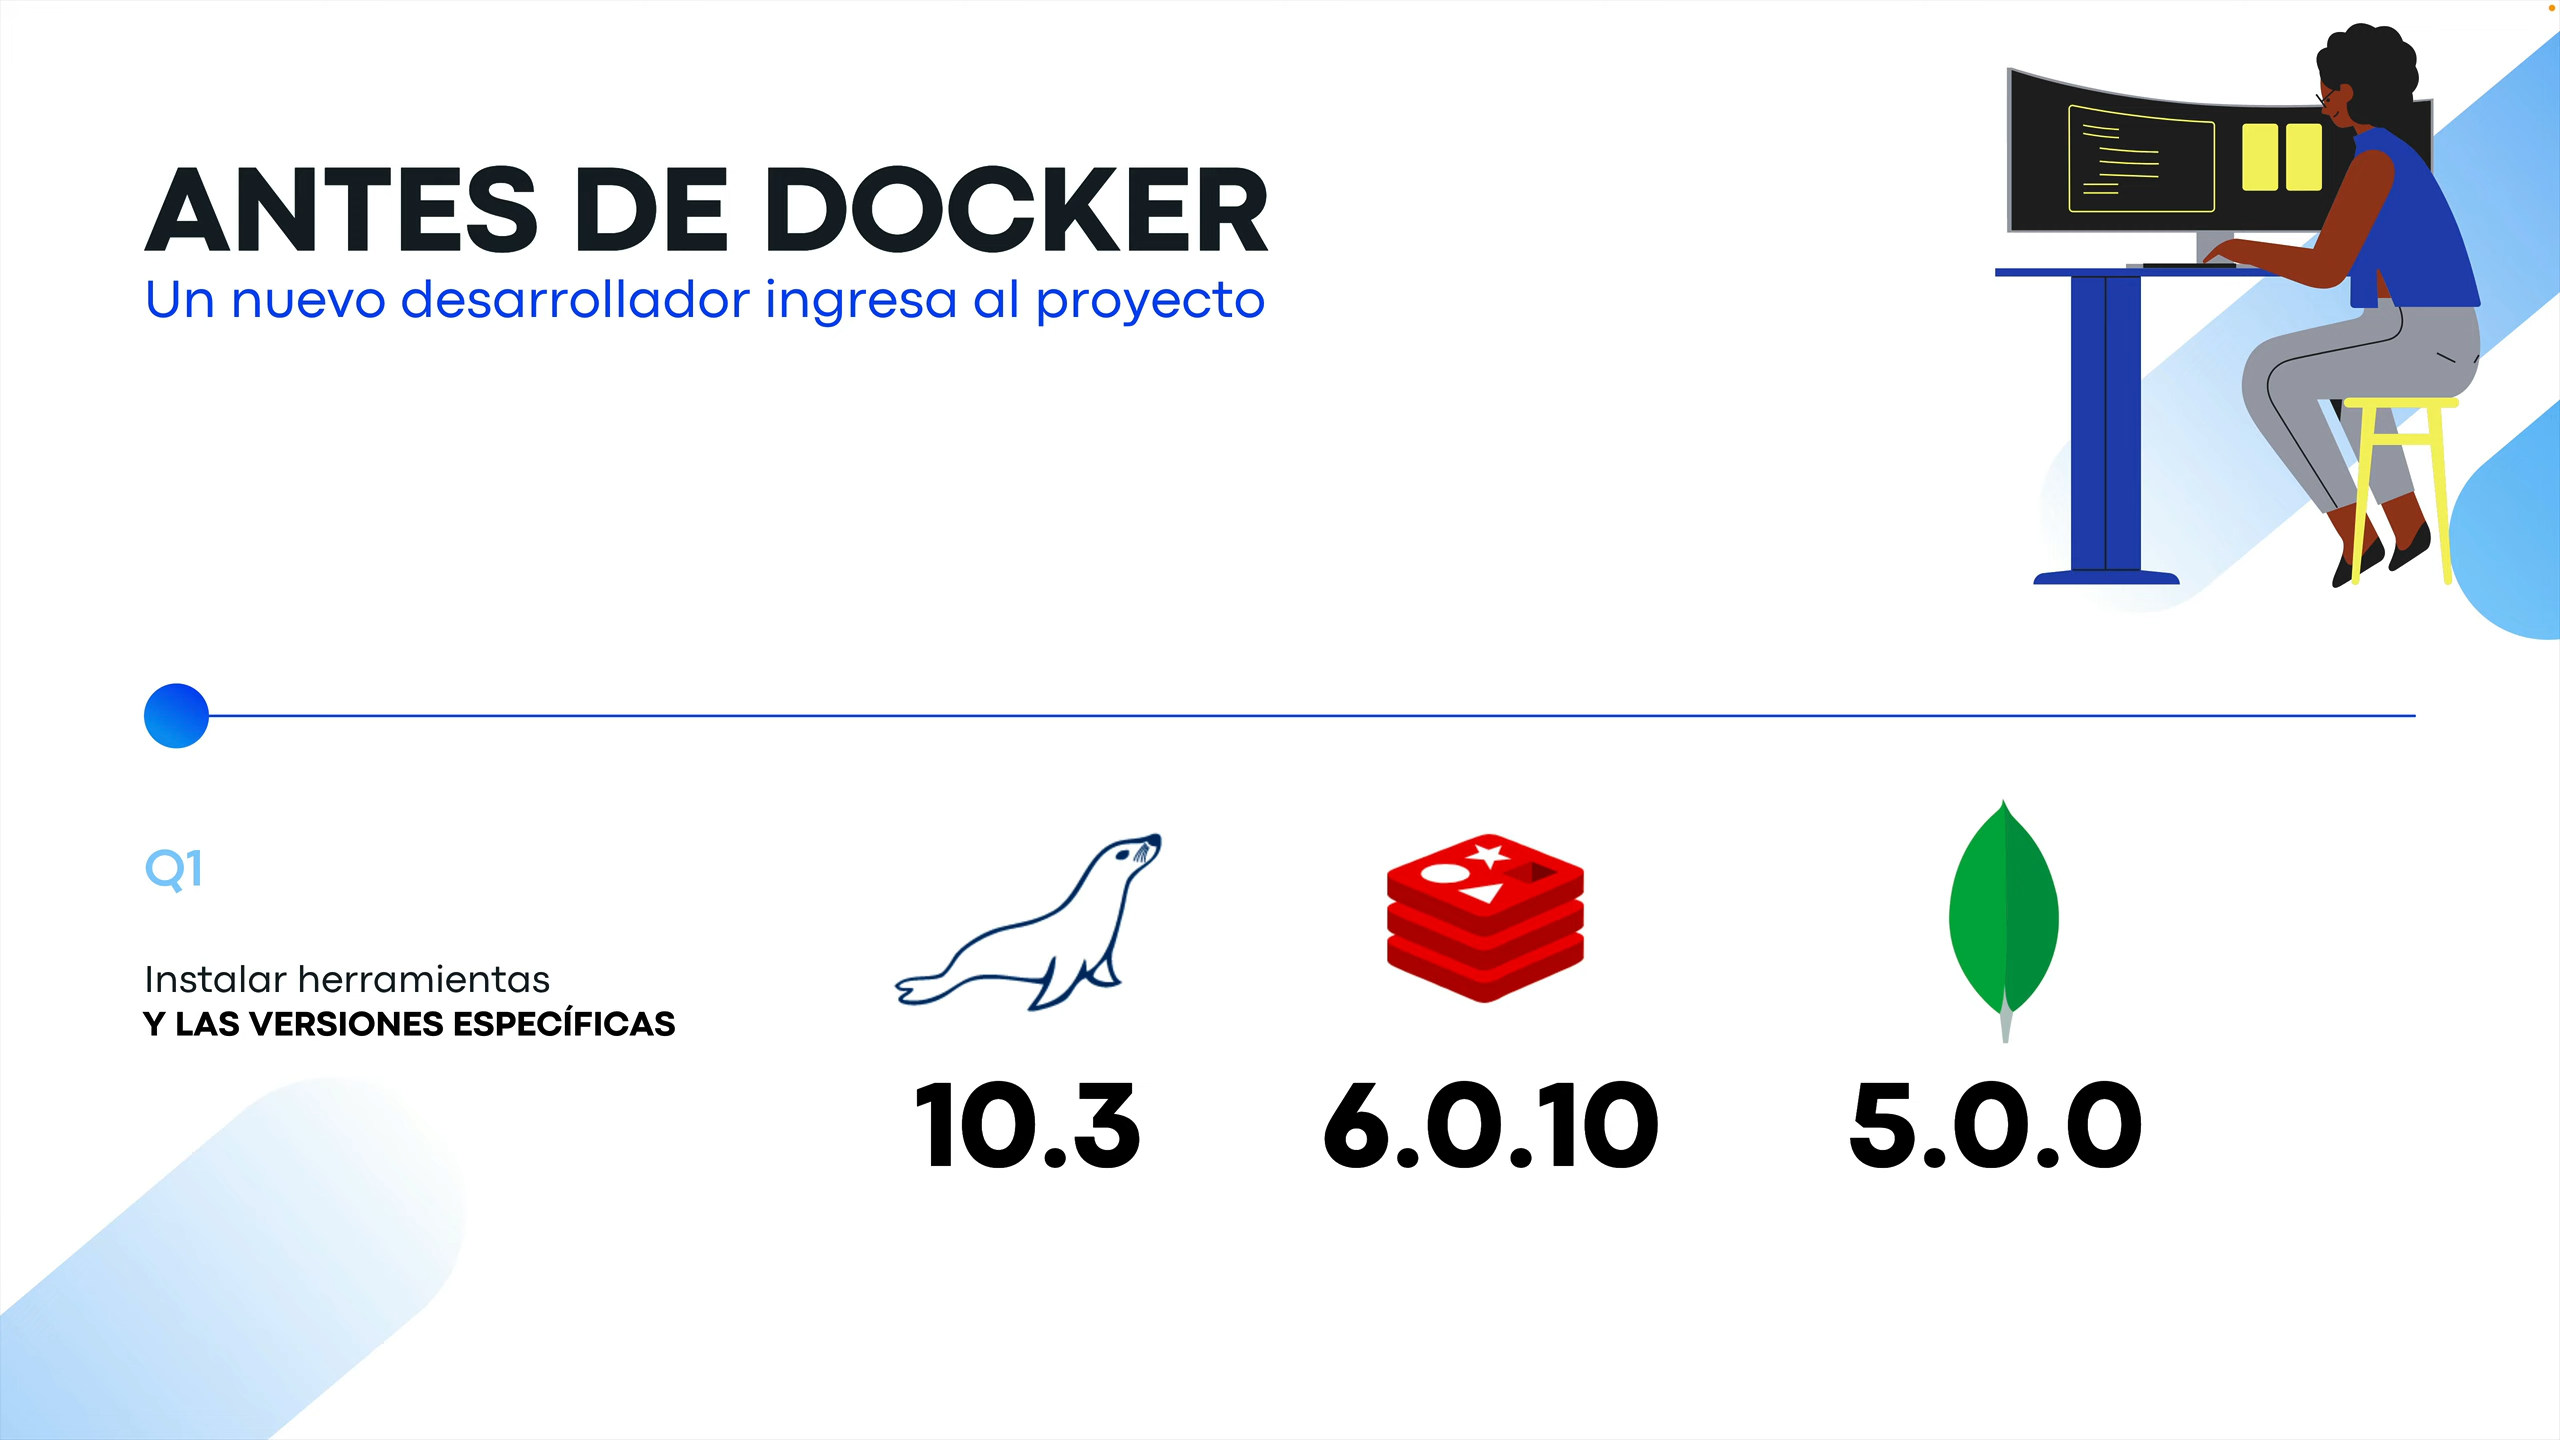 ANTES DE DOCKER
Un nuevo desarrollador ingresa al proyecto
Q1
Instalar herramientas
Y LAS VERSIONES ESPECÍFICAS
10.3
6.0.10
5.0.0